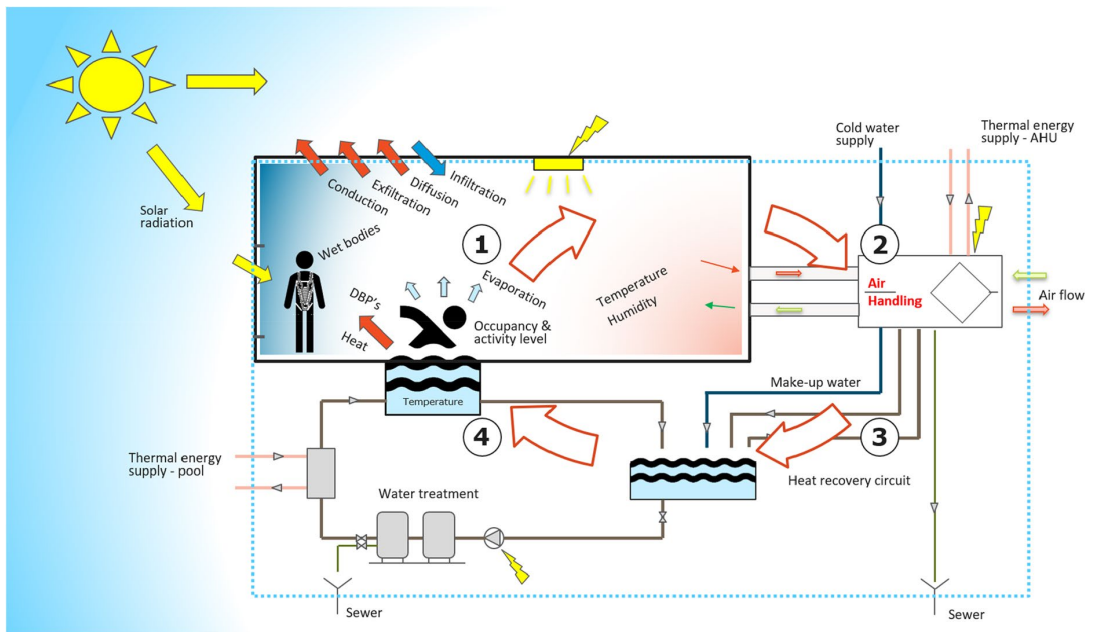 Cold water
supply
Thermal energy
supply - AHU
Solar
radiation
Conduction
Exfiltration
Diffusion
Infiltration
Wet bodies
1
2
Evaporation
Temperature
Humidity
Air
Handling
Air flow
DBP's
Heat
Occupancy &
activity level
Temperature
Make-up water
4
3
Thermal energy
supply - pool
Water treatment
Heat recovery circuit
Sewer
Sewer